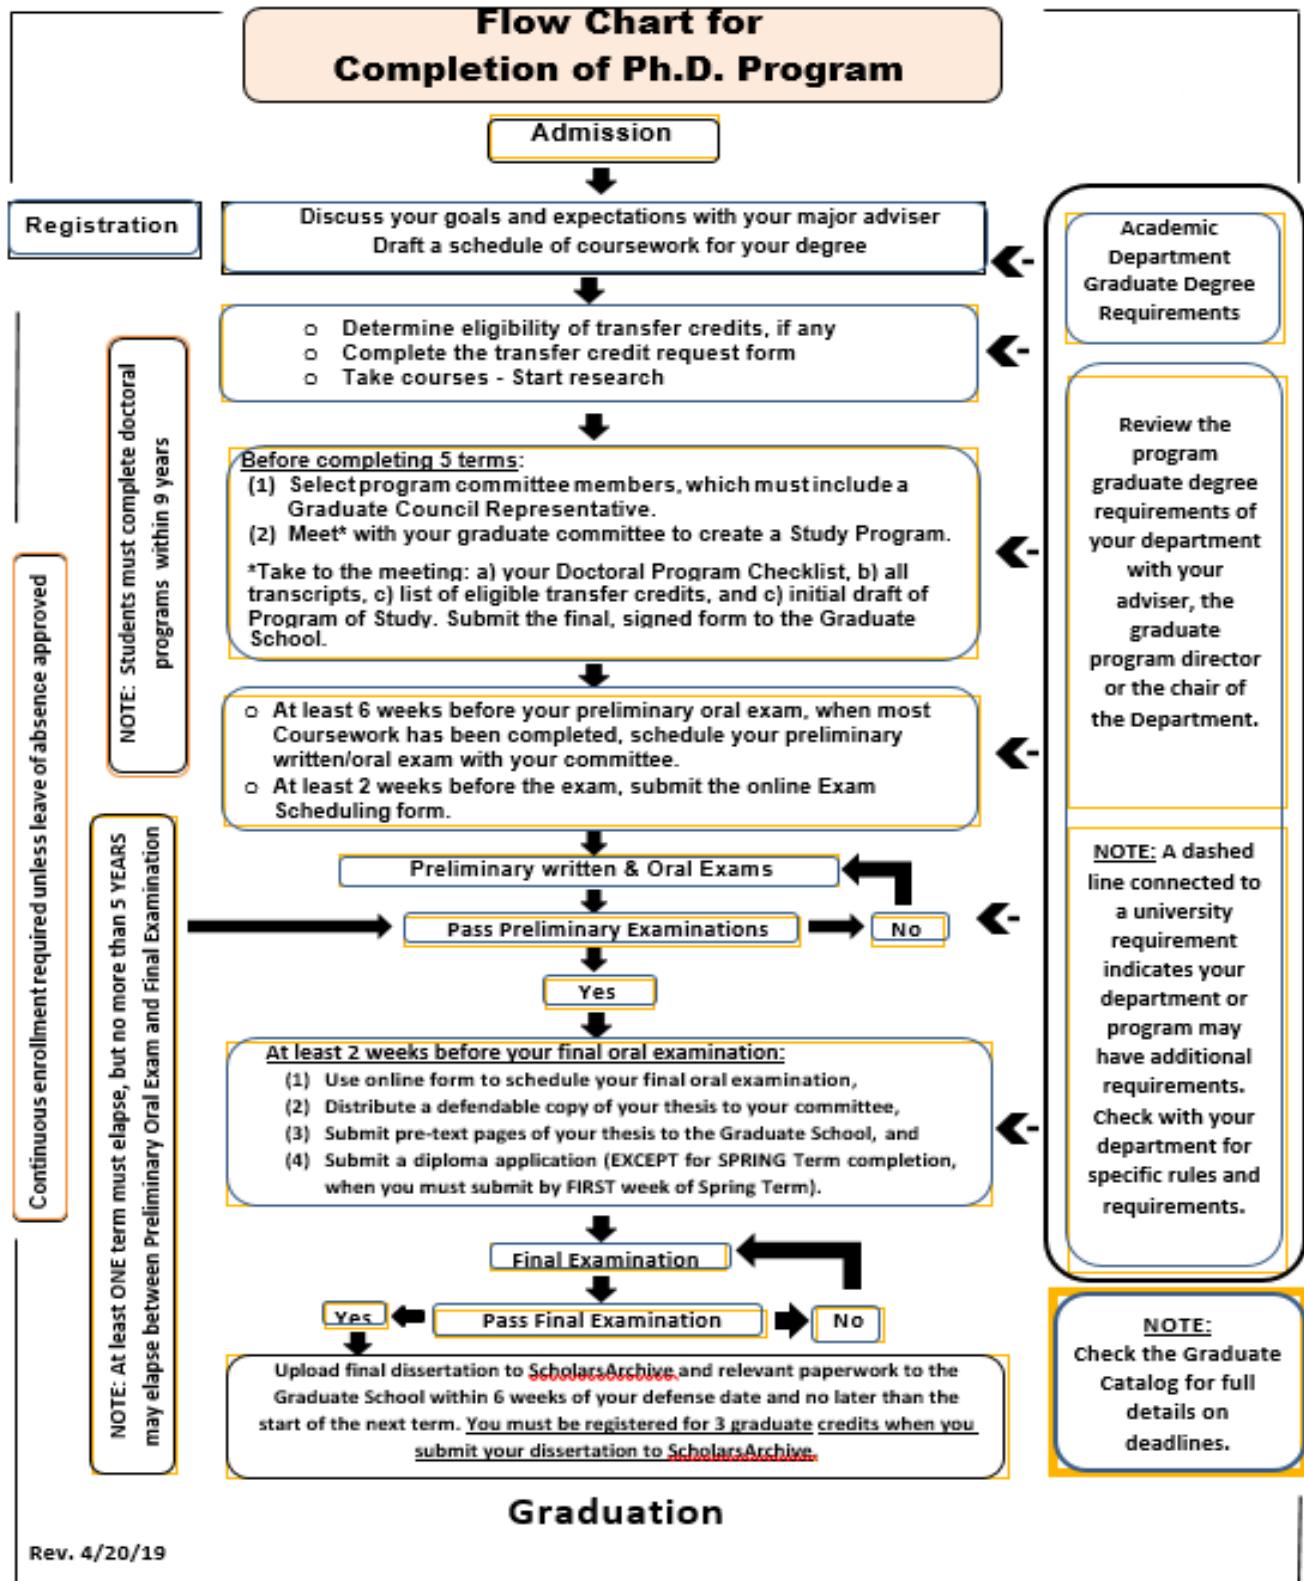 Flow Chart for
Completion of Ph.D. Program
Admission
Registration
Discuss your goals and expectations with your major adviser
Draft a schedule of coursework for your degree
Academic
Department
Graduate Degree
Requirements
o Determine eligibility of transfer credits, if any
o Complete the transfer credit request form
o Take courses - Start research
NOTE: Students must complete doctoral
programs within 9 years
Before completing 5 terms:
(1) Select program committee members, which must include a
Graduate Council Representative.
(2) Meet* with your graduate committee to create a Study Program.
*Take to the meeting: a) your Doctoral Program Checklist, b) all
transcripts, c) list of eligible transfer credits, and c) initial draft of
Program of Study. Submit the final, signed form to the Graduate
School.
Review the
program
graduate degree
requirements of
your department
with your
adviser, the
graduate
program director
or the chair of
the Department.
Continuous enrollment required unless leave of absence approved
o At least 6 weeks before your preliminary oral exam, when most
Coursework has been completed, schedule your preliminary
written/oral exam with your committee.
o At least 2 weeks before the exam, submit the online Exam
Scheduling form.
NOTE: At least ONE term must elapse, but no more than 5 YEARS
may elapse between Preliminary Oral Exam and Final Examination
Preliminary written & Oral Exams
Pass Preliminary Examinations
No
Yes
NOTE: A dashed
line connected to
a university
requirement
indicates your
department or
program may
have additional
requirements.
Check with your
department for
specific rules and
requirements.
At least 2 weeks before your final oral examination:
(1) Use online form to schedule your final oral examination,
(2) Distribute a defendable copy of your thesis to your committee,
(3) Submit pre-text pages of your thesis to the Graduate School, and
(4) Submit a diploma application (EXCEPT for SPRING Term completion,
when you must submit by FIRST week of Spring Term).
Final Examination
Yes
Pass Final Examination
No
Upload final dissertation to ScholarsArchive and relevant paperwork to the
Graduate School within 6 weeks of your defense date and no later than the
start of the next term. You must be registered for 3 graduate credits when you
submit your dissertation to ScholarsArchive.
NOTE:
Check the Graduate
Catalog for full
details on
deadlines.
Graduation
Rev. 4/20/19